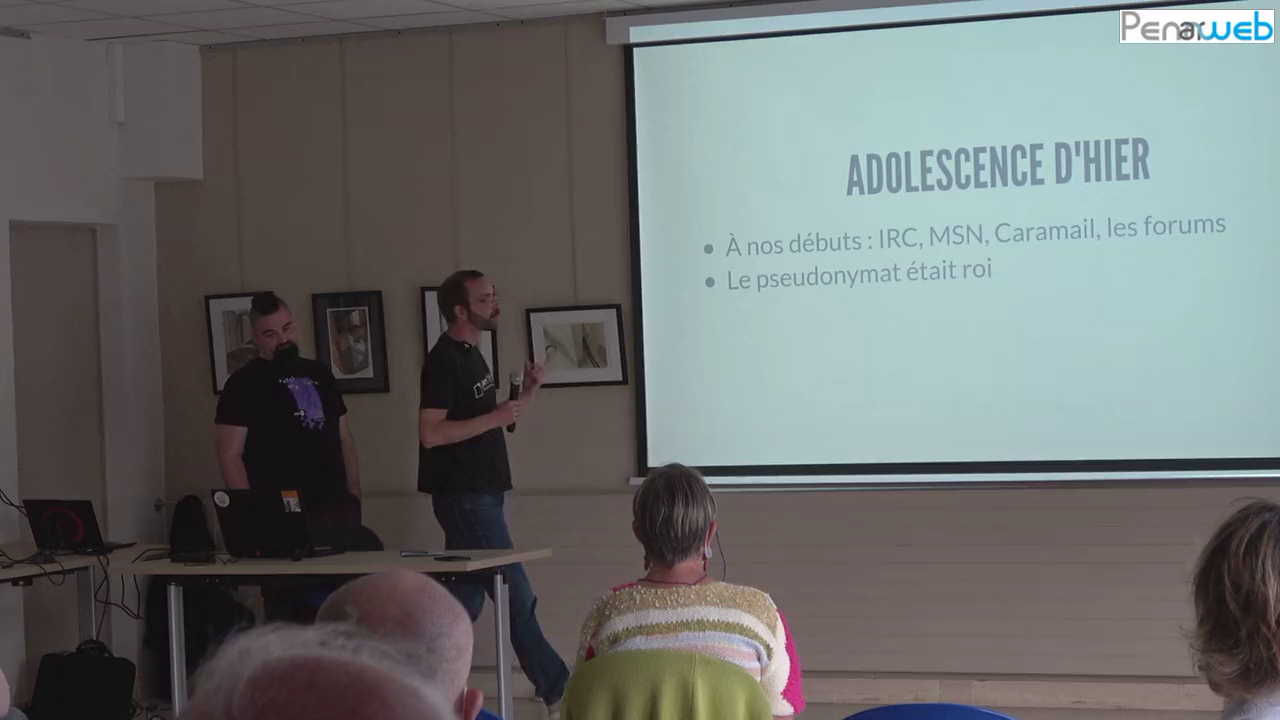 Penarweb
ADOLESCENCE D'HIER
• À nos débuts : IRC, MSN, Caramail, les forums
• Le pseudonymat était roi